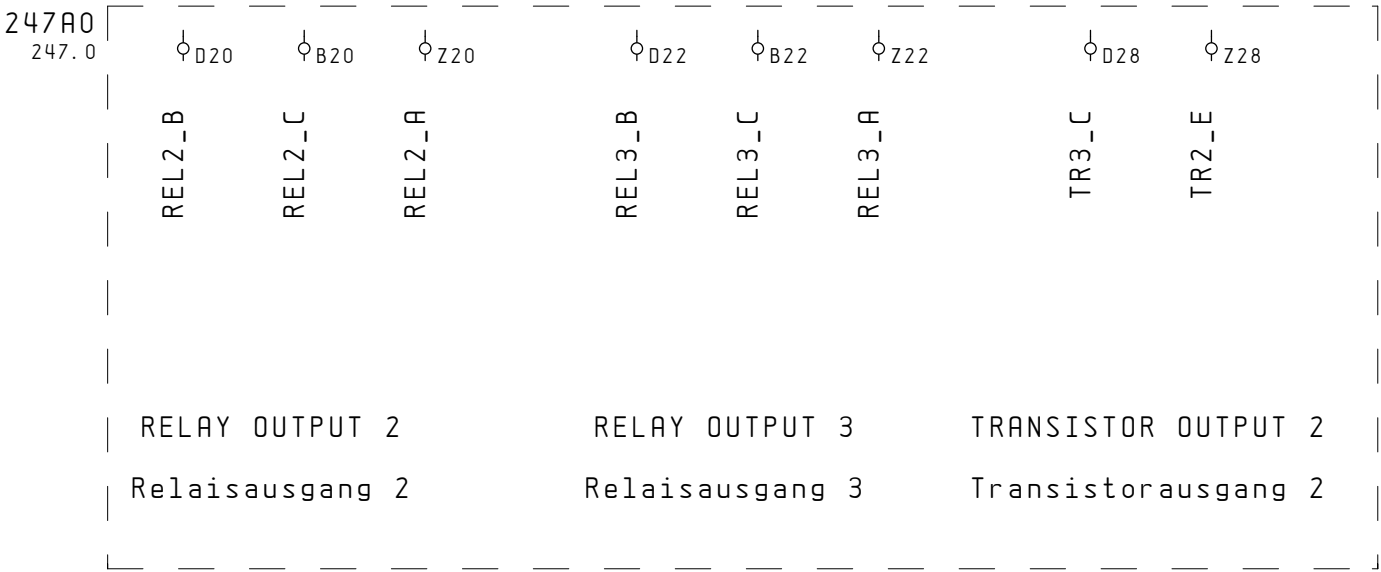 247A0
247.0
D20 B20 Z20 D22 B22 Z22 D28 Z28
REL2_B
REL2_C
REL2_A
REL3_B
REL3_C
REL3_A
TR3_C
TR2_E
RELAY OUTPUT 2 RELAY OUTPUT 3 TRANSISTOR OUTPUT 2
Relaisausgang 2 Relaisausgang 3 Transistorausgang 2